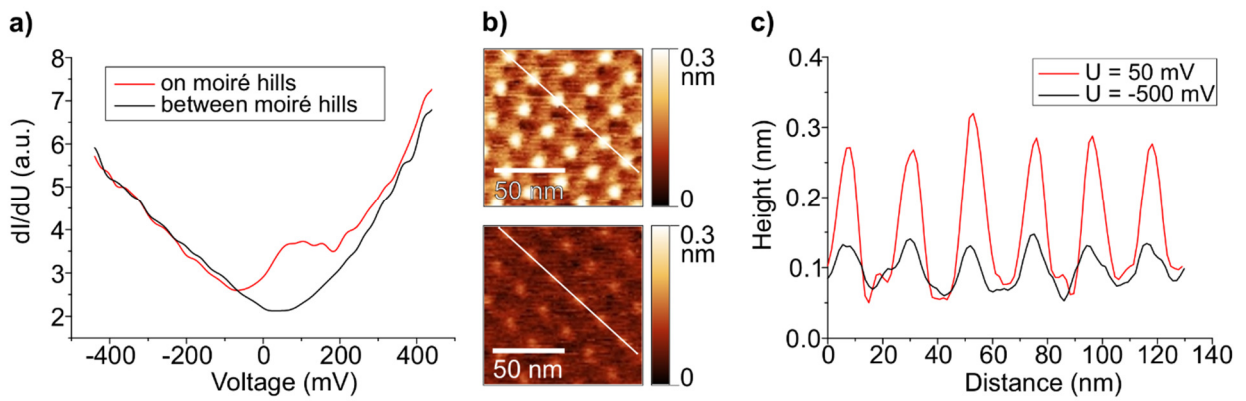 a)
8
7
6
5
4
3
2
dI/dU (a.u.)
on moiré hills
between moiré hills
-400 -200 0 200 400
Voltage (mV)
b)
50 nm
0.3
nm
0
50 nm
0.3
nm
0
c)
0.4
0.3
0.2
0.1
0.0
Height (nm)
U = 50 mV
U = -500 mV
0 20 40 60 80 100 120 140
Distance (nm)